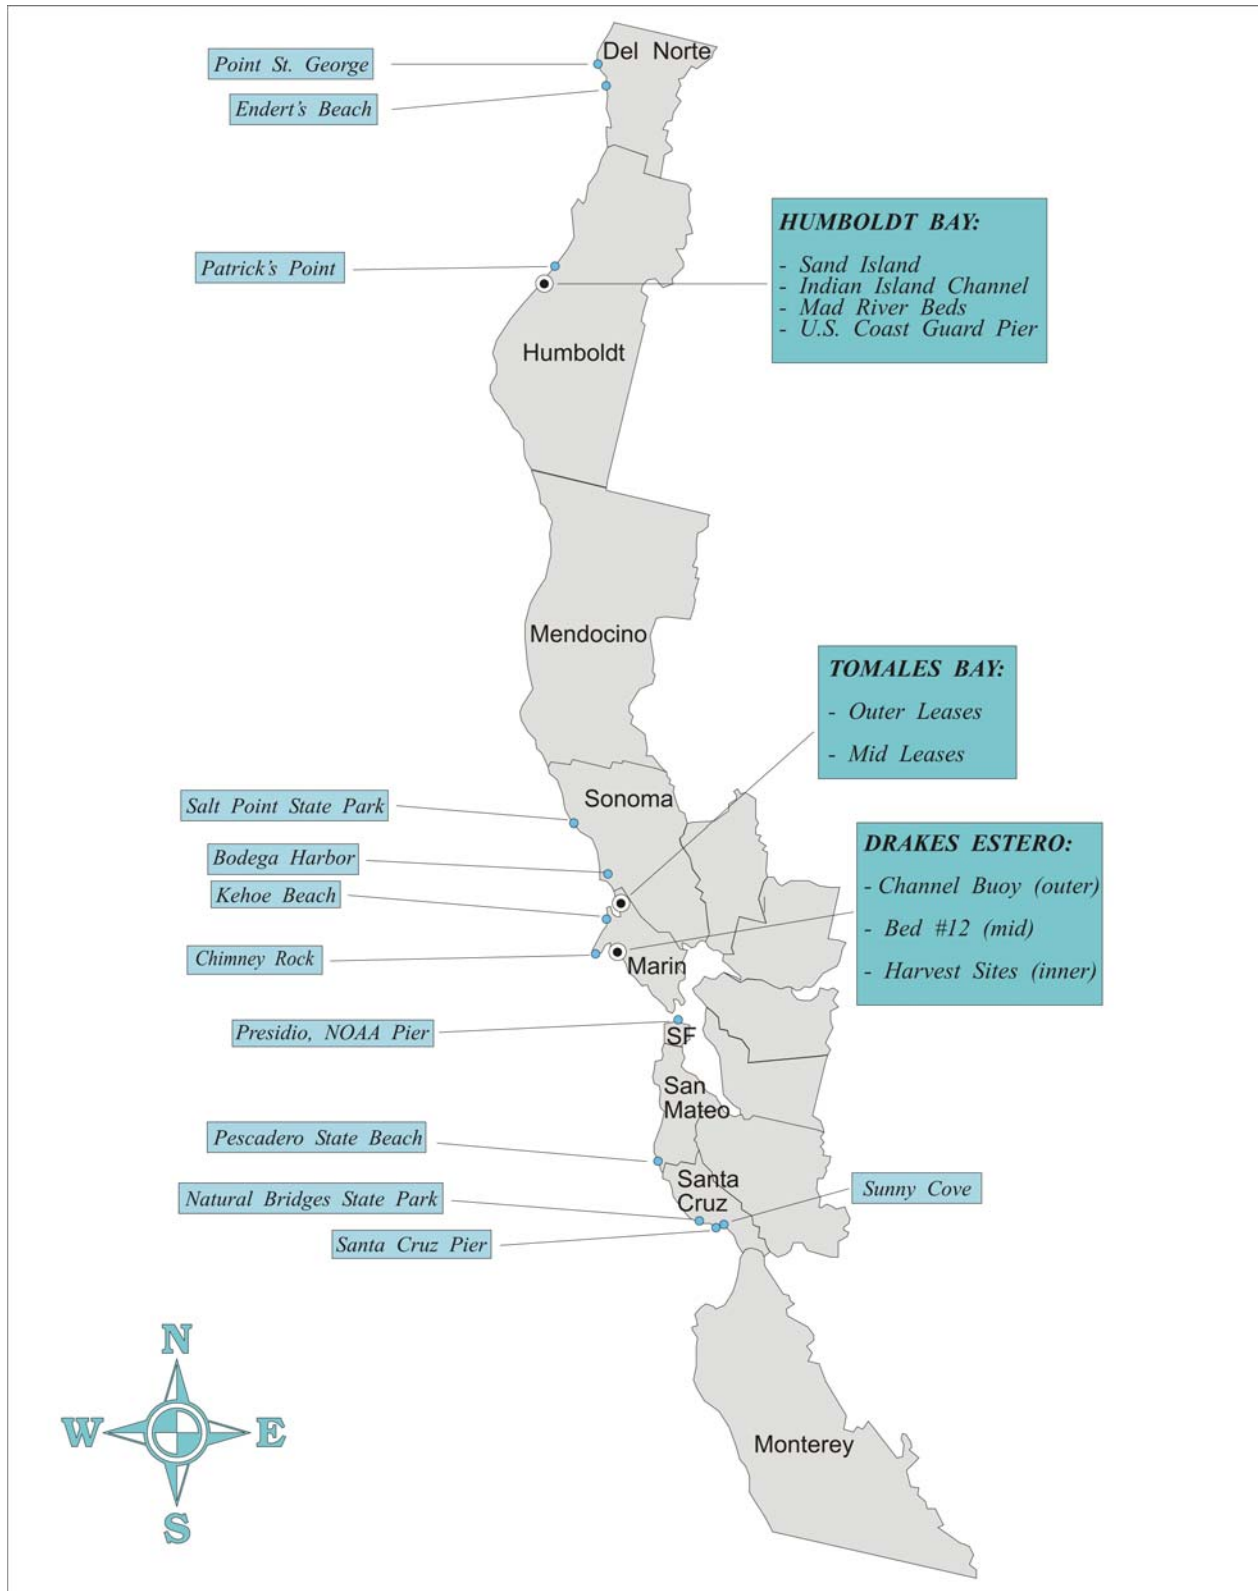 Del Norte
Point St. George
Endert's Beach
HUMBOLDT BAY:
- Sand Island
- Indian Island Channel
- Mad River Beds
- U.S. Coast Guard Pier
Patrick's Point
Humboldt
Mendocino
TOMALES BAY:
- Outer Leases
- Mid Leases
Sonoma
Salt Point State Park
DRAKES ESTERO:
- Channel Buoy (outer)
- Bed #12 (mid)
- Harvest Sites (inner)
Bodega Harbor
Kehoe Beach
Chimney Rock
Marin
Presidio, NOAA Pier
SF
San
Mateo
Pescadero State Beach
Santa
Cruz
Sunny Cove
Natural Bridges State Park
Santa Cruz Pier
N
W
E
S
Monterey